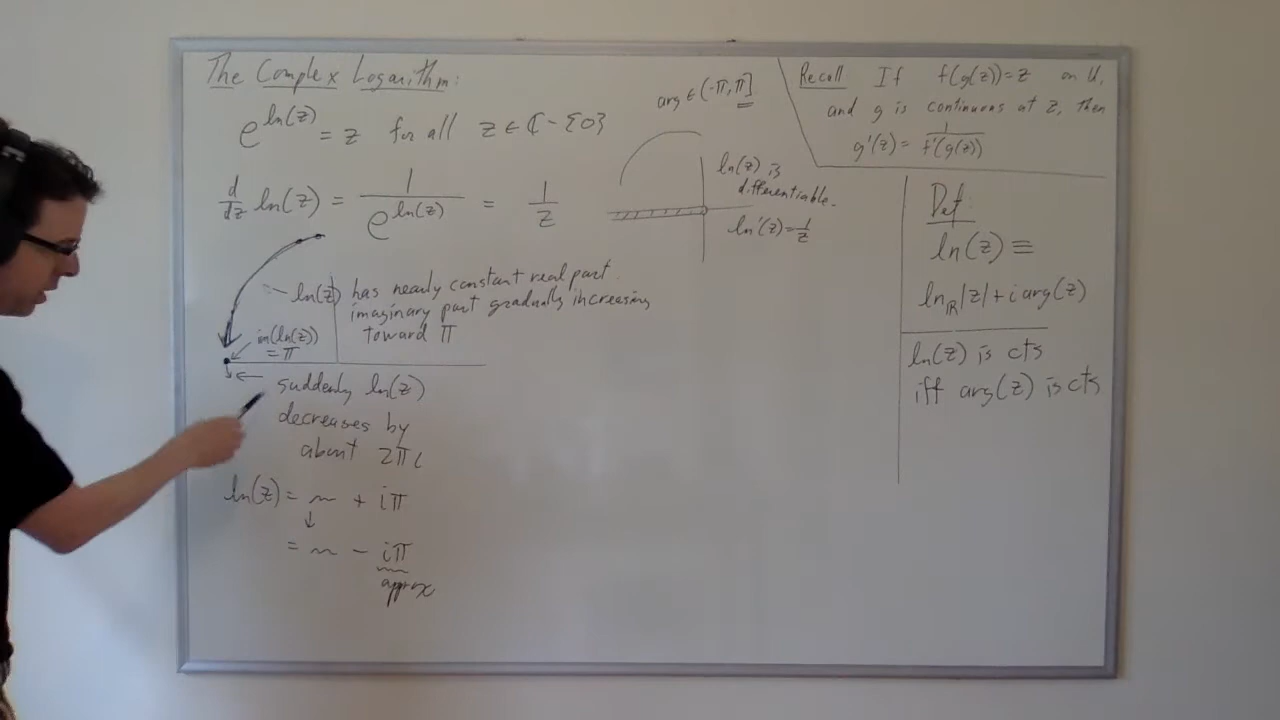 The Complex Logarithm:
e^ln(z) = z for all z ∈ ℂ - {0}
d/dz ln(z) = 1/e^ln(z) = 1/z
ln(z) has nearly constant real part.
imaginary part gradually increasing
toward π
im(ln(z))
= π
suddenly ln(z)
decreases by
about 2πi
ln(z) = ~ + iπ
↓
= ~ - iπ
approx
arg ∈ (-π, π]
ln(z) is
differentiable.
ln'(z) = 1/z
Recall If f(g(z))=z on U,
and g is continuous at z, then
g'(z) = 1/f'(g(z))
Def:
ln(z) ≡
ln_ℝ|z| + i arg(z)
ln(z) is cts
iff arg(z) is cts